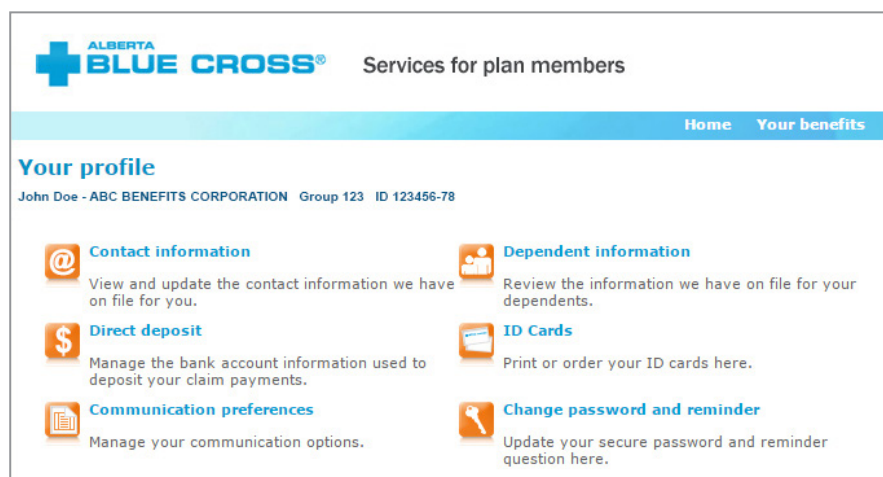 ALBERTA
BLUE CROSS®
Services for plan members
Home Your benefits
Your profile
John Doe - ABC BENEFITS CORPORATION Group 123 ID 123456-78
Contact information
View and update the contact information we have
on file for you.
Dependent information
Review the information we have on file for your
dependents.
Direct deposit
Manage the bank account information used to
deposit your claim payments.
ID Cards
Print or order your ID cards here.
Communication preferences
Manage your communication options.
Change password and reminder
Update your secure password and reminder
question here.